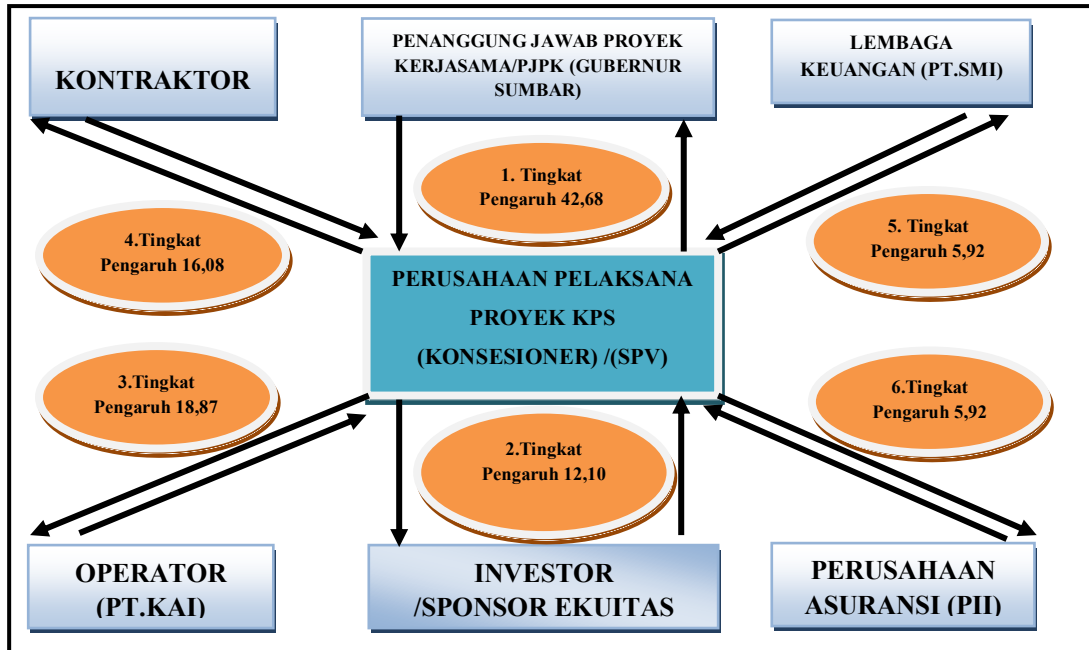 KONTRAKTOR
PENANGGUNG JAWAB PROYEK
KERJASAMA/PJPK (GUBERNUR
SUMBAR)
LEMBAGA
KEUANGAN (PT.SMI)
1. Tingkat
Pengaruh 42,68
4.Tingkat
Pengaruh 16,08
5. Tingkat
Pengaruh 5,92
PERUSAHAAN PELAKSANA
PROYEK KPS
(KONSESIONER) /(SPV)
3.Tingkat
Pengaruh 18,87
6.Tingkat
Pengaruh 5,92
2.Tingkat
Pengaruh 12,10
OPERATOR
(PT.KAI)
INVESTOR
/SPONSOR EKUITAS
PERUSAHAAN
ASURANSI (PII)